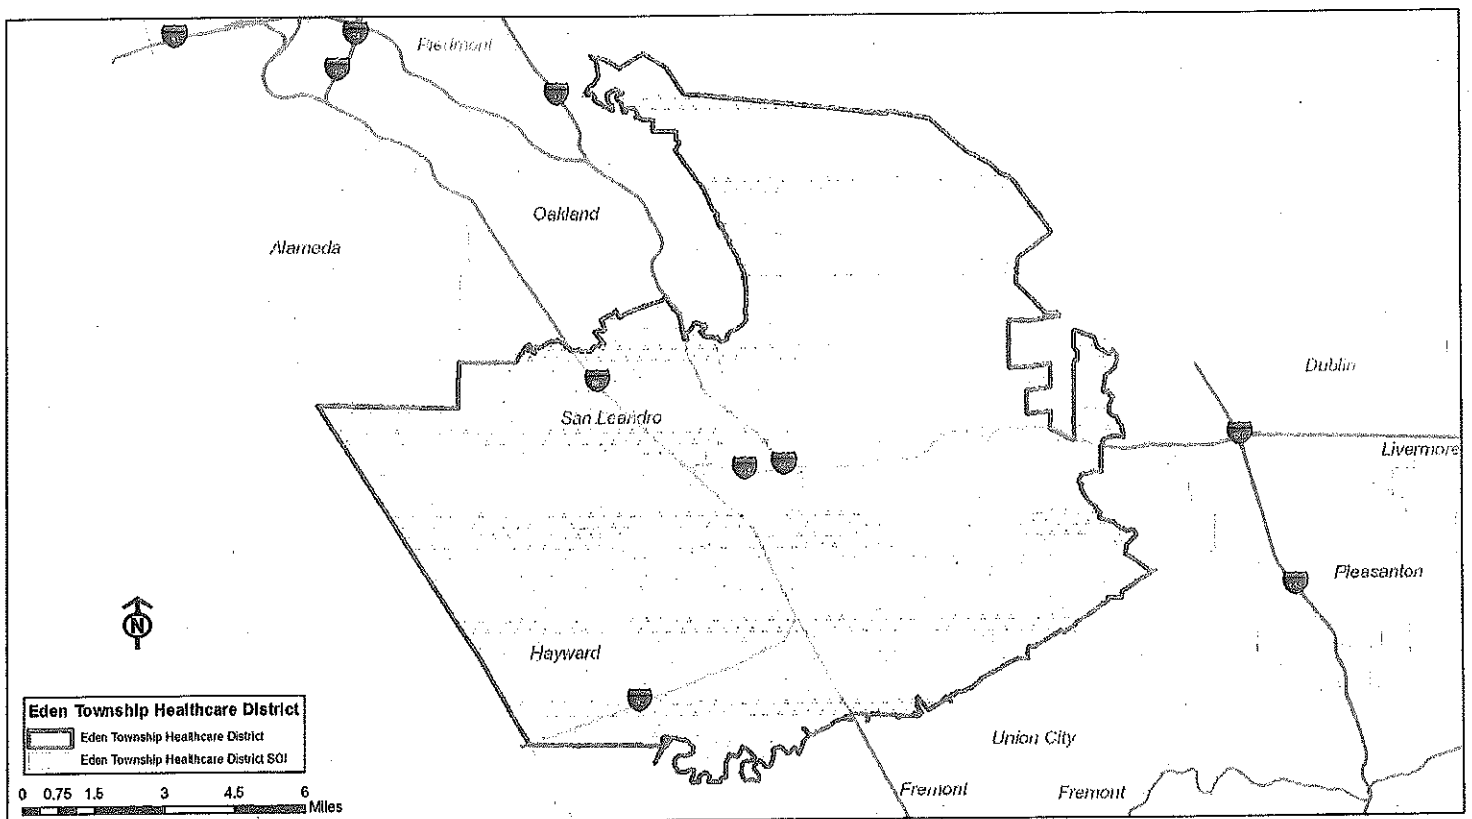 Piedmont
Oakland
Alameda
Dublin
San Leandro
Livermore
Pleasanton
N
Hayward
Eden Township Healthcare District
Eden Township Healthcare District
Eden Township Healthcare District SOI
Union City
Fremont
Fremont
0 0.75 1.5 3 4.5 6
Miles